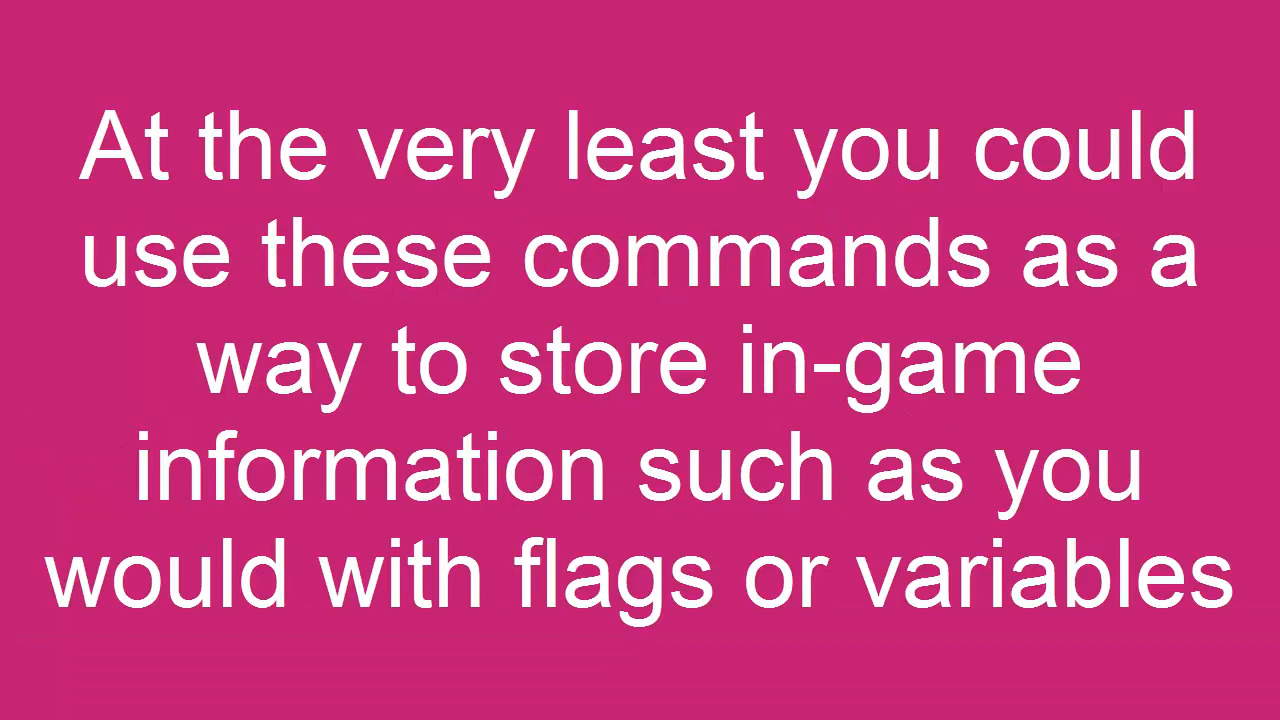 At the very least you could
use these commands as a
way to store in-game
information such as you
would with flags or variables